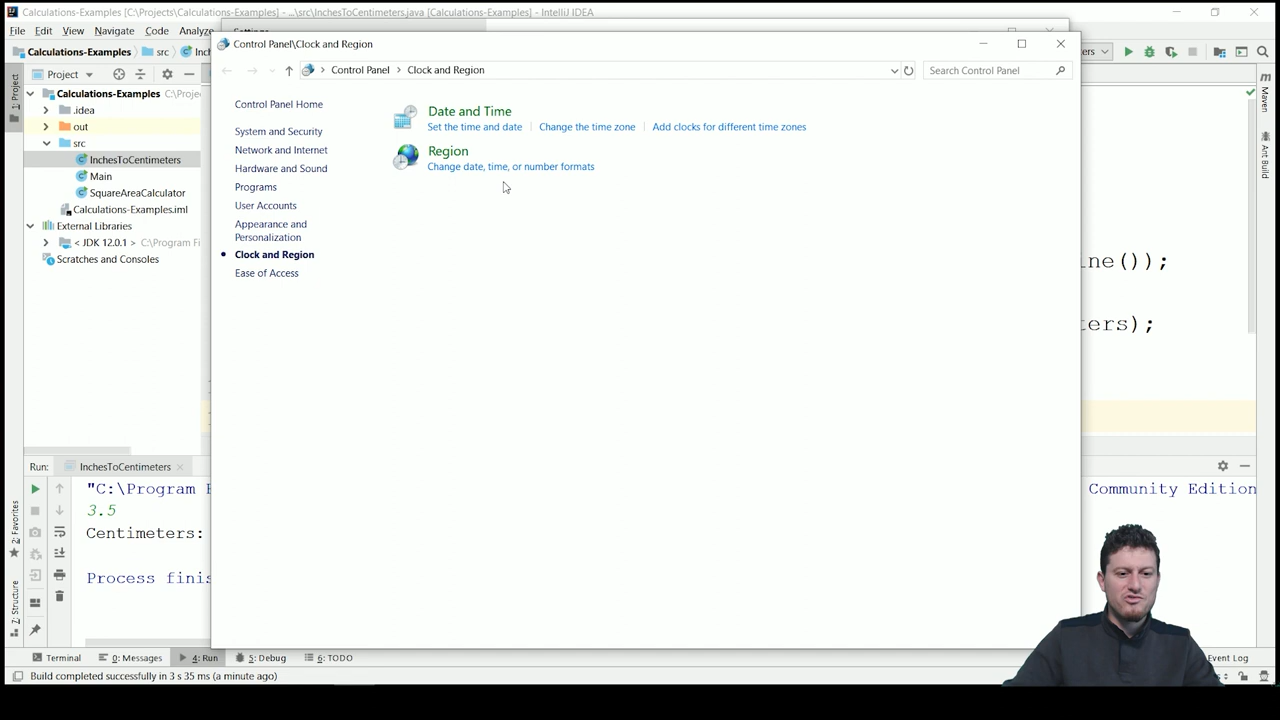 Calculations-Examples [C:\Projects\Calculations-Examples] - ...\src\InchesToCentimeters.java [Calculations-Examples] - IntelliJ IDEA
File Edit View Navigate Code Analyze
Settings
Calculations-Examples src
Control Panel\Clock and Region
Control Panel Clock and Region Search Control Panel
1: Project
Project
Calculations-Examples C:\Proje
.idea
out
src
InchesToCentimeters
Main
SquareAreaCalculator
Calculations-Examples.iml
External Libraries
< JDK 12.0.1 > C:\Program Fi
Scratches and Consoles
Control Panel Home
System and Security
Network and Internet
Hardware and Sound
Programs
User Accounts
Appearance and
Personalization
Clock and Region
Ease of Access
Date and Time
Set the time and date Change the time zone Add clocks for different time zones
Region
Change date, time, or number formats
Maven
Ant Build
ine());
ters);
Run: InchesToCentimeters
"C:\Program Community Edition
3.5
Centimeters:
Process finis
2: Favorites
Z: Structure
Terminal 0: Messages 4: Run 5: Debug 6: TODO Event Log
Build completed successfully in 3 s 35 ms (a minute ago)